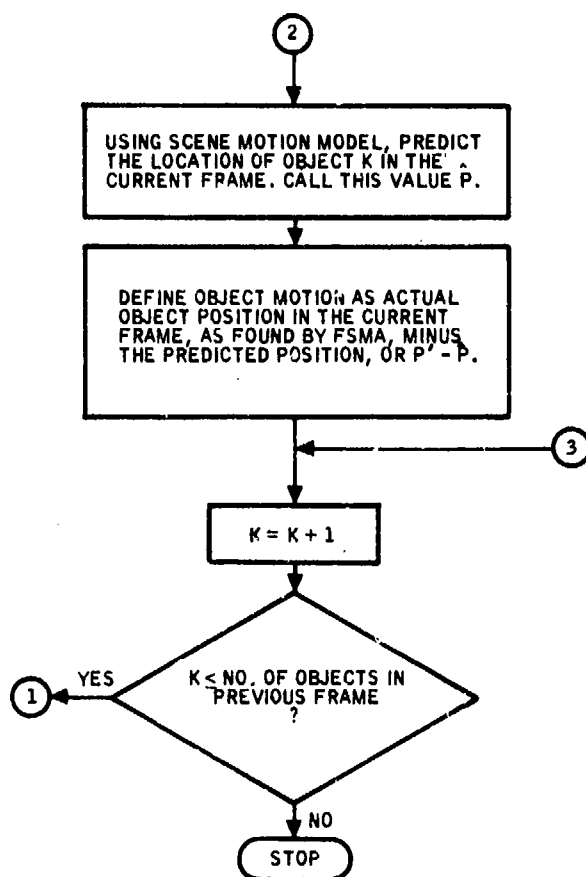 2
USING SCENE MOTION MODEL, PREDICT
THE LOCATION OF OBJECT K IN THE
CURRENT FRAME. CALL THIS VALUE P̂.
DEFINE OBJECT MOTION AS ACTUAL
OBJECT POSITION IN THE CURRENT
FRAME, AS FOUND BY FSMA, MINUS
THE PREDICTED POSITION, OR P' - P̂.
3
K = K + 1
YES
K ≤ NO. OF OBJECTS IN
PREVIOUS FRAME
?
1
NO
STOP